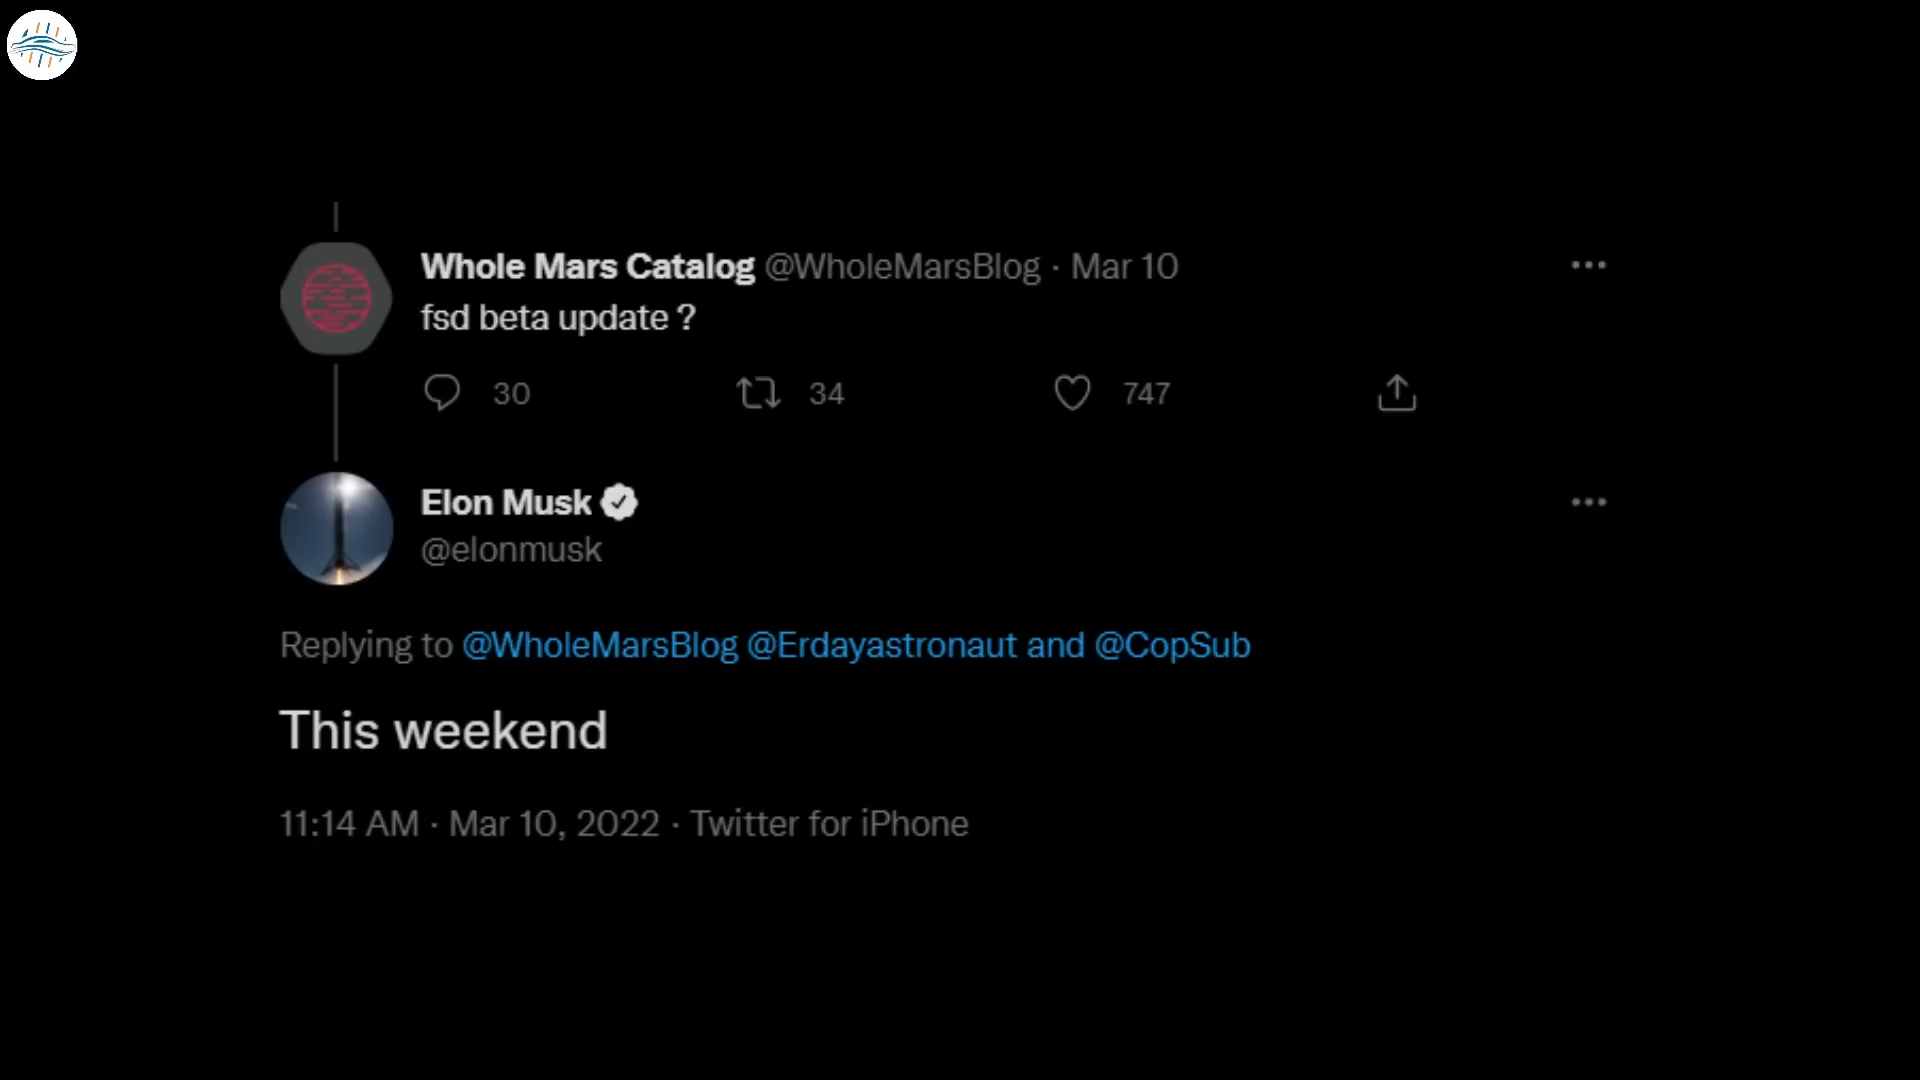 Whole Mars Catalog @WholeMarsBlog · Mar 10
fsd beta update ?
30 34 747
Elon Musk
@elonmusk
Replying to @WholeMarsBlog @Erdayastronaut and @CopSub
This weekend
11:14 AM · Mar 10, 2022 · Twitter for iPhone